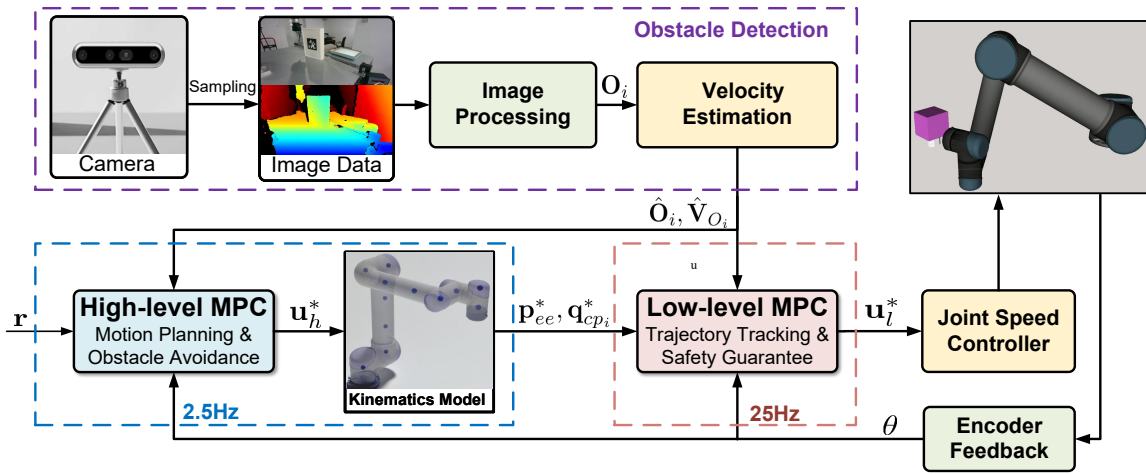 Obstacle Detection
Camera
Sampling
Image Data
Image
Processing
O_i
Velocity
Estimation
Ô_i, V̂_{O_i}
r
High-level MPC
Motion Planning &
Obstacle Avoidance
u_h^*
Kinematics Model
2.5Hz
p_{ee}^*, q_{cp_i}^*
u
Low-level MPC
Trajectory Tracking &
Safety Guarantee
25Hz
u_l^*
Joint Speed
Controller
θ
Encoder
Feedback